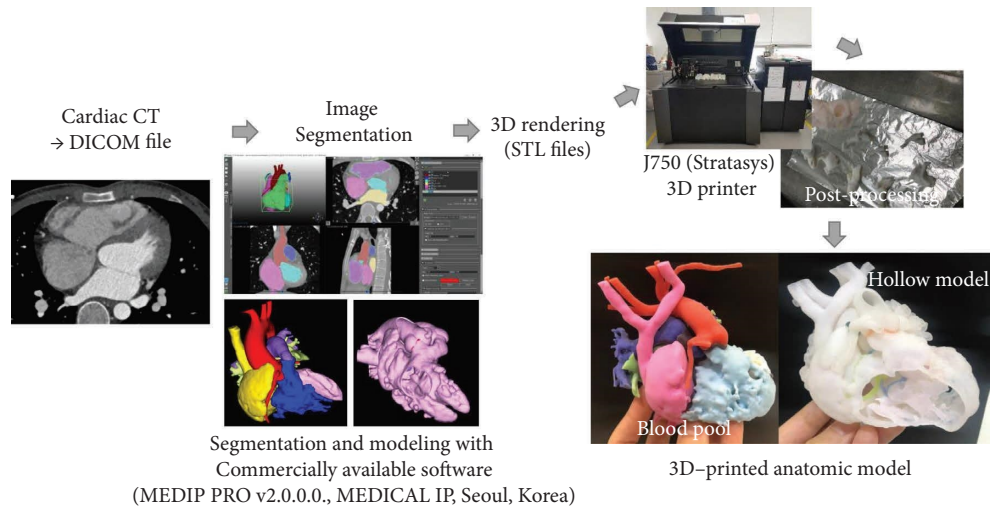 Cardiac CT
→ DICOM file
Image
Segmentation
3D rendering
(STL files)
J750 (Stratasys)
3D printer
Post-processing
Segmentation and modeling with
Commercially available software
(MEDIP PRO v2.0.0.0., MEDICAL IP, Seoul, Korea)
Blood pool
Hollow model
3D–printed anatomic model